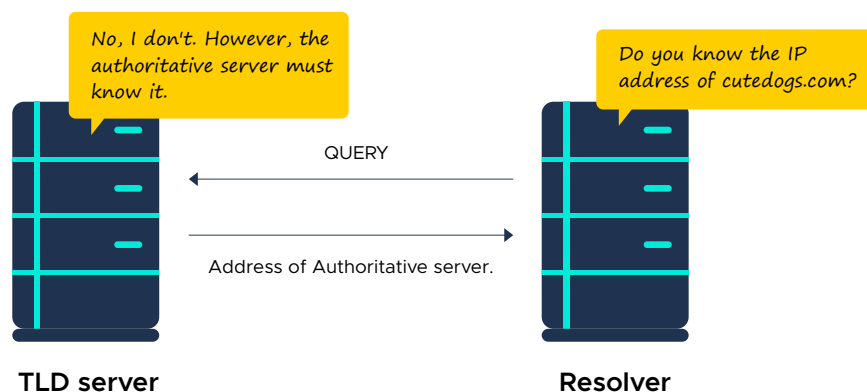 No, I don't. However, the
authoritative server must
know it.
Do you know the IP
address of cutedogs.com?
QUERY
Address of Authoritative server.
TLD server
Resolver